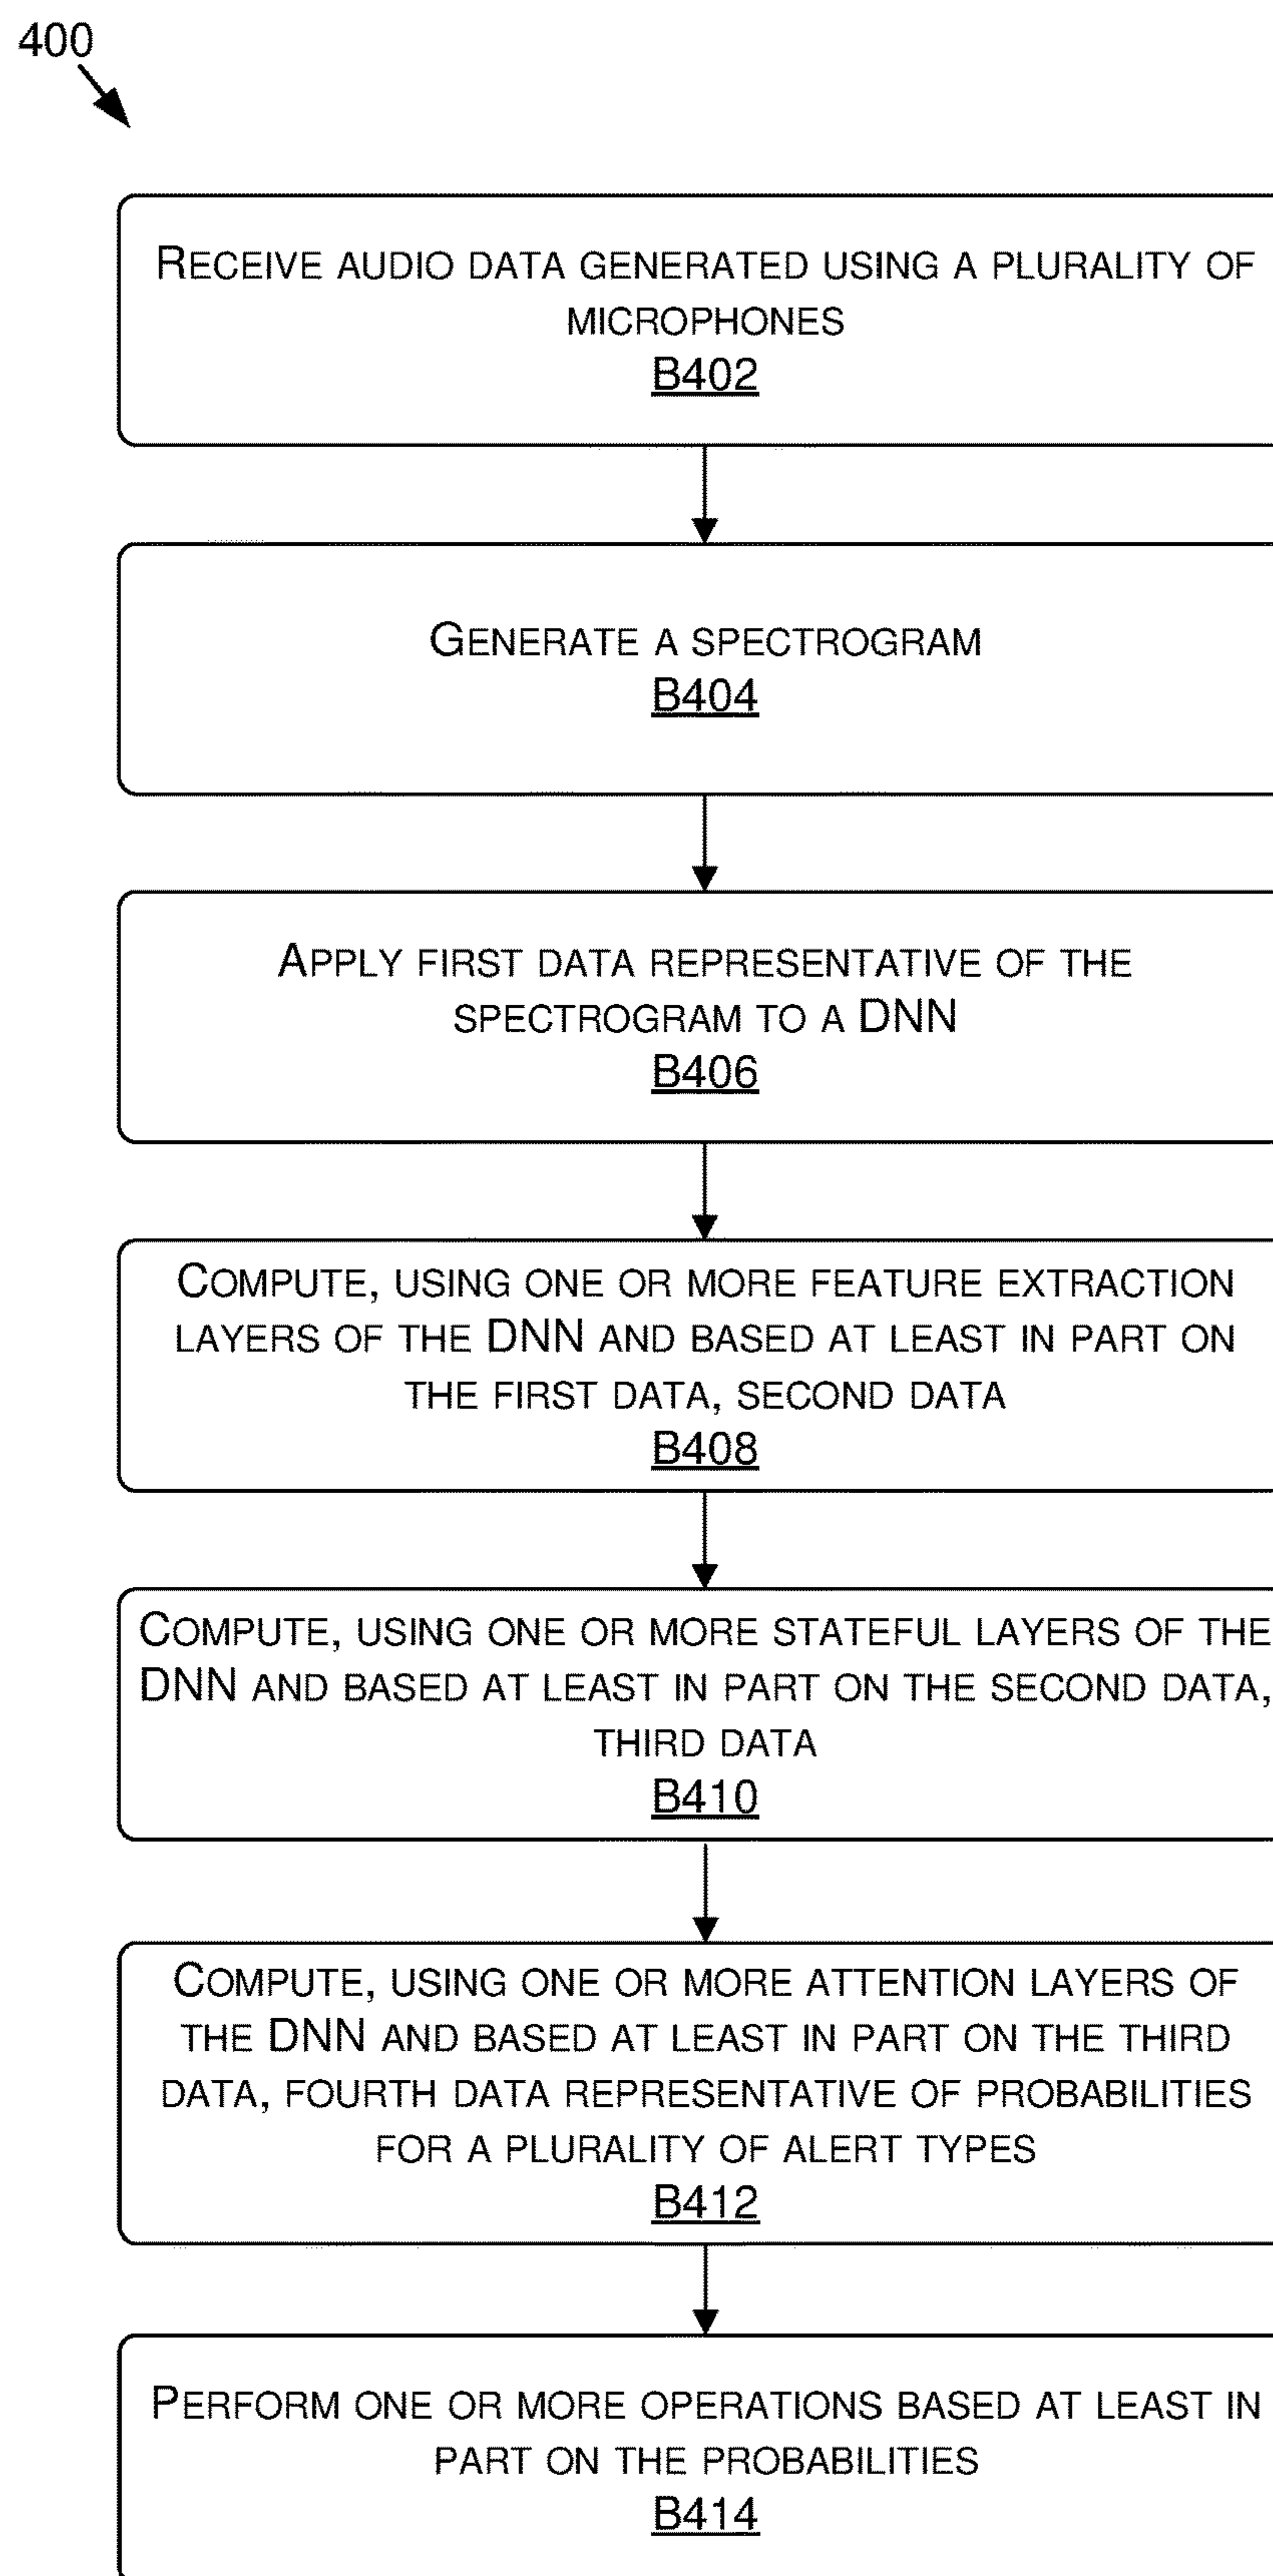 400
RECEIVE AUDIO DATA GENERATED USING A PLURALITY OF
MICROPHONES
B402
GENERATE A SPECTROGRAM
B404
APPLY FIRST DATA REPRESENTATIVE OF THE
SPECTROGRAM TO A DNN
B406
COMPUTE, USING ONE OR MORE FEATURE EXTRACTION
LAYERS OF THE DNN AND BASED AT LEAST IN PART ON
THE FIRST DATA, SECOND DATA
B408
COMPUTE, USING ONE OR MORE STATEFUL LAYERS OF THE
DNN AND BASED AT LEAST IN PART ON THE SECOND DATA,
THIRD DATA
B410
COMPUTE, USING ONE OR MORE ATTENTION LAYERS OF
THE DNN AND BASED AT LEAST IN PART ON THE THIRD
DATA, FOURTH DATA REPRESENTATIVE OF PROBABILITIES
FOR A PLURALITY OF ALERT TYPES
B412
PERFORM ONE OR MORE OPERATIONS BASED AT LEAST IN
PART ON THE PROBABILITIES
B414